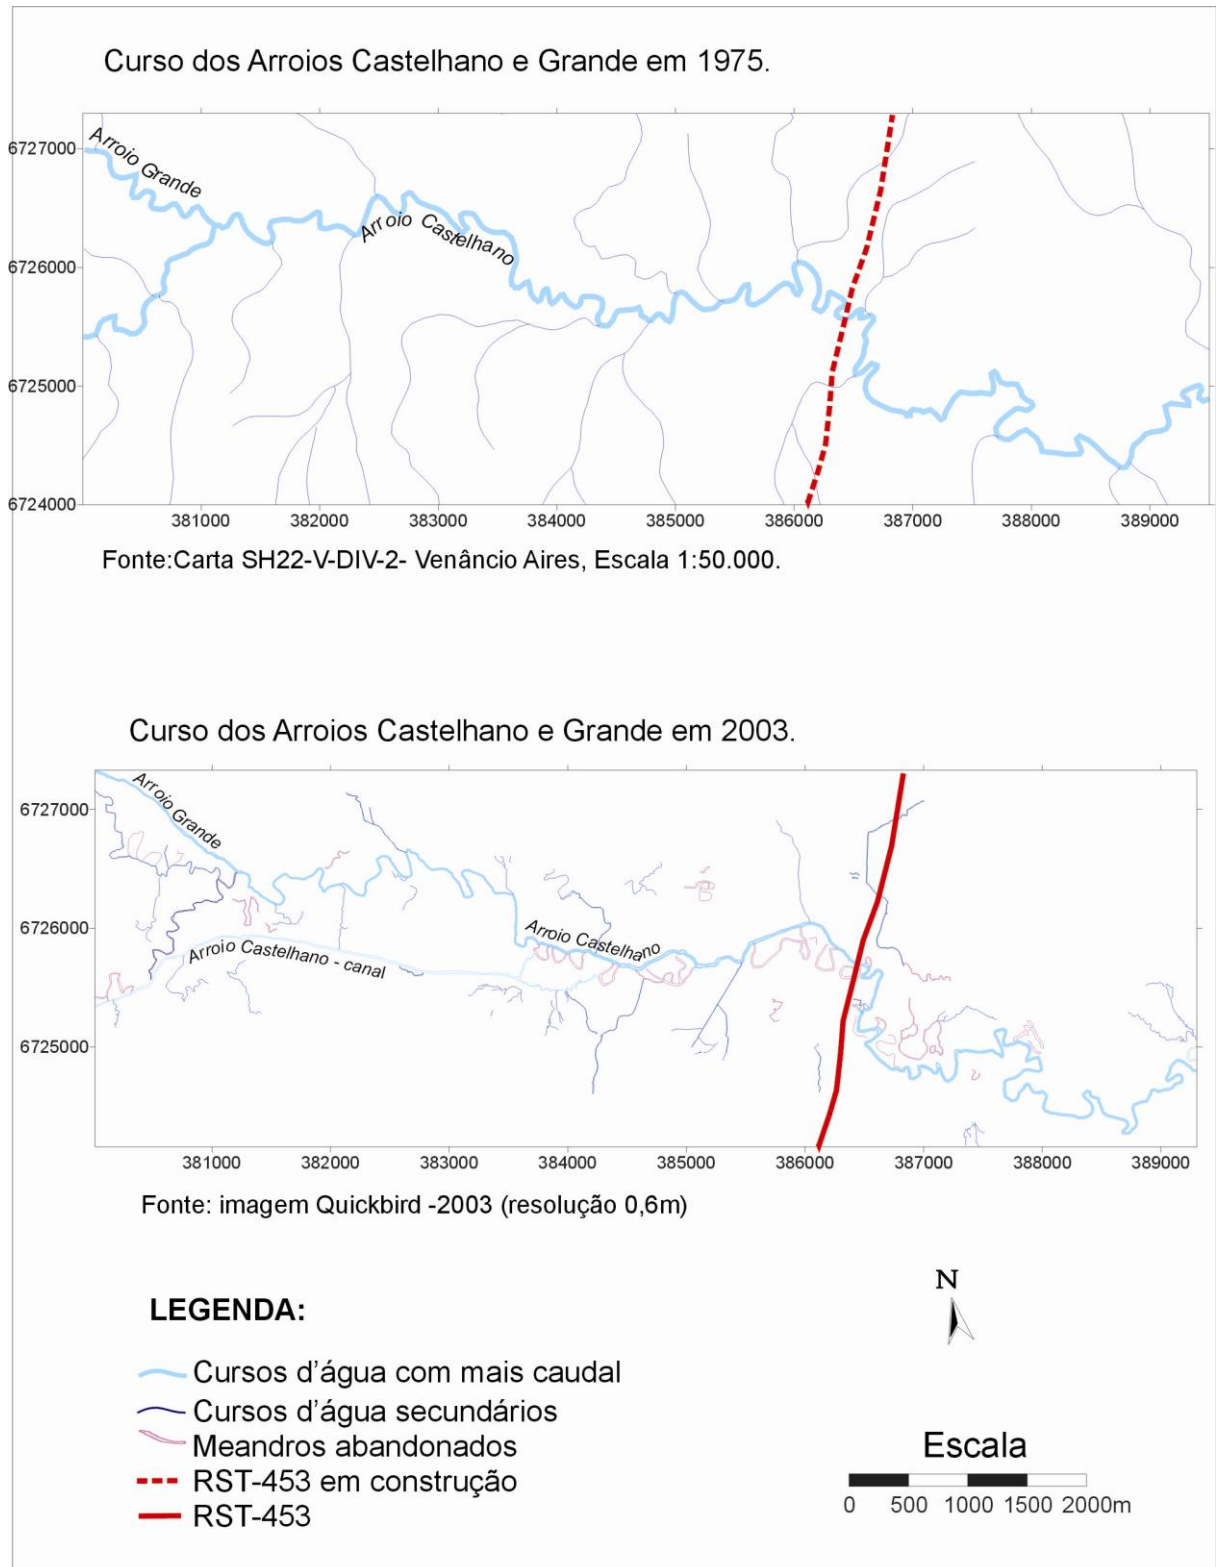 Curso dos Arroios Castelhano e Grande em 1975.
Arroio Grande
Arroio Castelhano
6727000
6726000
6725000
6724000
381000 382000 383000 384000 385000 386000 387000 388000 389000
Fonte:Carta SH22-V-DIV-2- Venâncio Aires, Escala 1:50.000.
Curso dos Arroios Castelhano e Grande em 2003.
Arroio Grande
Arroio Castelhano
Arroio Castelhano - canal
6727000
6726000
6725000
381000 382000 383000 384000 385000 386000 387000 388000 389000
Fonte: imagem Quickbird -2003 (resolução 0,6m)
N
LEGENDA:
Cursos d'água com mais caudal
Cursos d'água secundários
Meandros abandonados
RST-453 em construção
RST-453
Escala
0 500 1000 1500 2000m